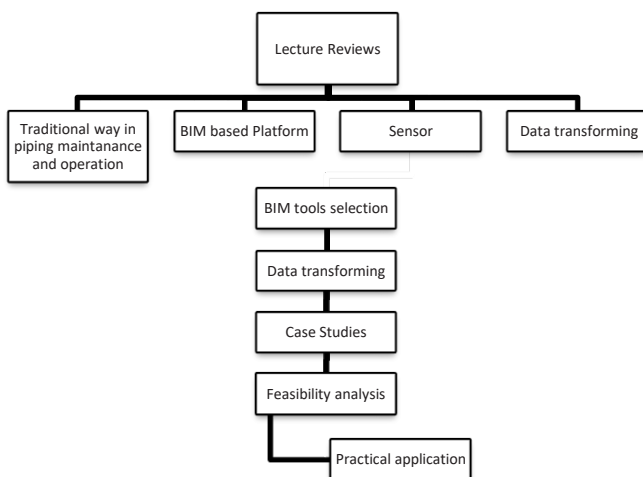 Lecture Reviews
Traditional way in
piping maintanance
and operation
BIM based Platform
Sensor
Data transforming
BIM tools selection
Data transforming
Case Studies
Feasibility analysis
Practical application